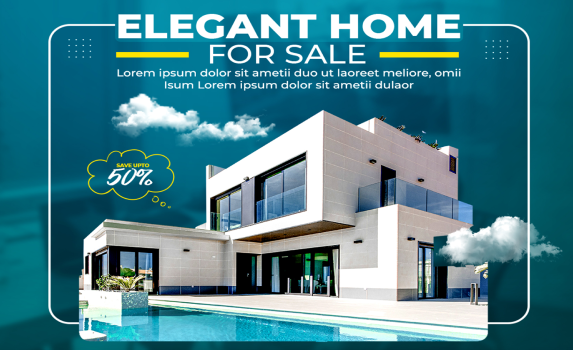 ELEGANT HOME
FOR SALE
Lorem ipsum dolor sit ametii duo ut laoreet meliore, omii
Isum Lorem ipsum dolor sit ametii dulaor
SAVE UPTO
50%